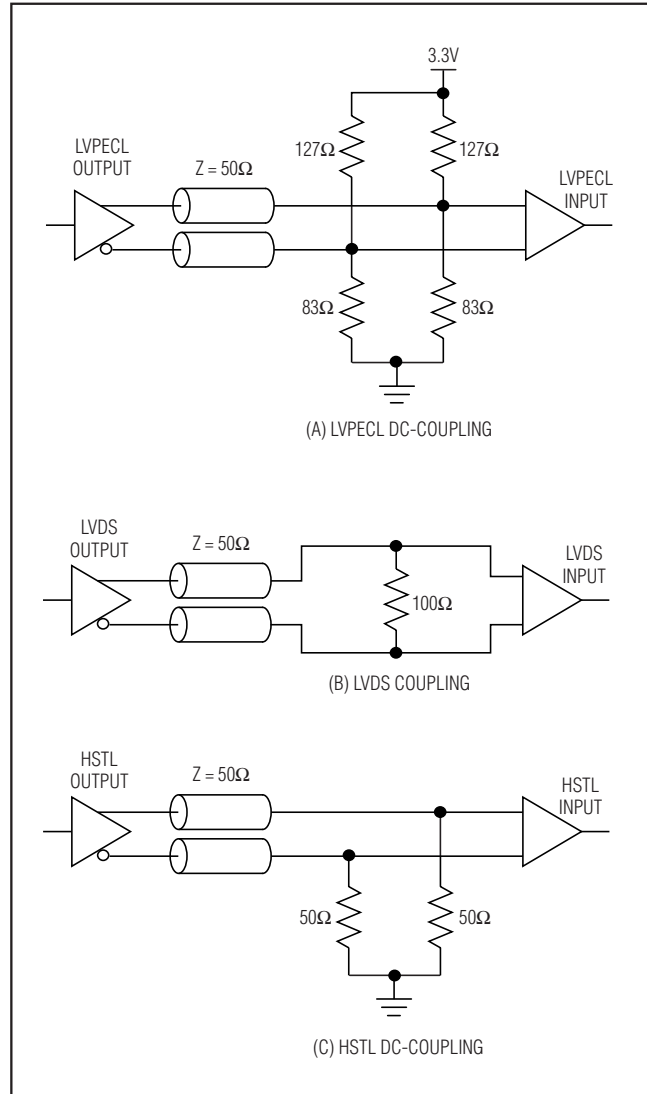 3.3V
LVPECL
OUTPUT
Z = 50Ω
127Ω
127Ω
LVPECL
INPUT
83Ω
83Ω
(A) LVPECL DC-COUPLING
LVDS
OUTPUT
Z = 50Ω
LVDS
INPUT
100Ω
(B) LVDS COUPLING
HSTL
OUTPUT
Z = 50Ω
HSTL
INPUT
50Ω
50Ω
(C) HSTL DC-COUPLING